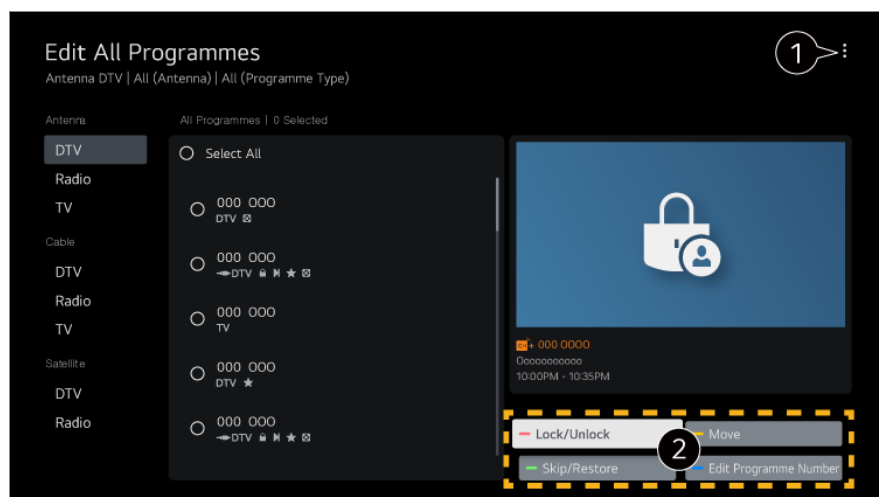 Edit All Programmes
1
Antenna DTV | All (Antenna) | All (Programme Type)
Antenna
DTV
Radio
TV
Cable
DTV
Radio
TV
Satellite
DTV
Radio
All Programmes | 0 Selected
Select All
000 000
DTV
000 000
DTV
000 000
TV
000 000
DTV
000 000
DTV
+ 000 0000
Ooooooooooo
10:00PM - 10:35PM
Lock/Unlock
Move
2
Skip/Restore
Edit Programme Number